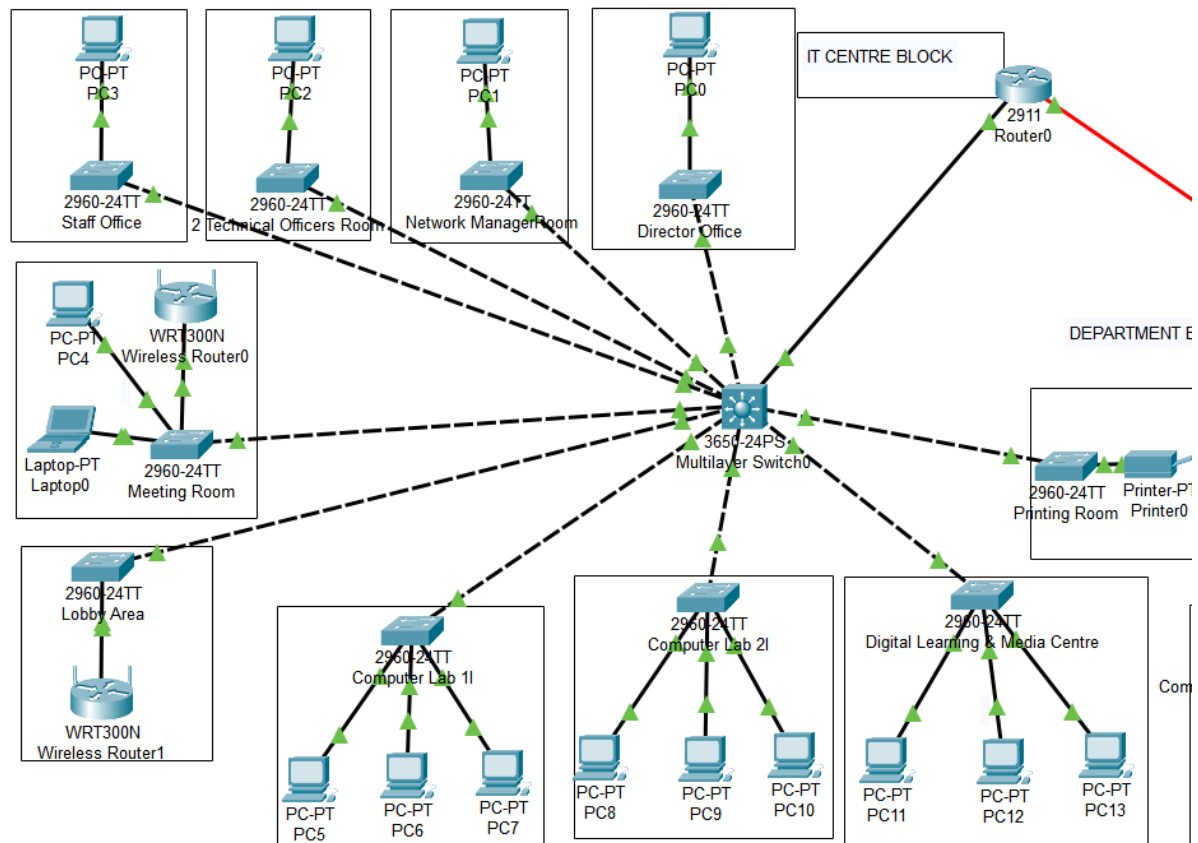 PC-PT
PC3
2960-24TT
Staff Office
PC-PT
PC2
2960-24TT
2 Technical Officers Room
PC-PT
PC1
2960-24TT
Network ManagerRoom
PC-PT
PC0
2960-24TT
Director Office
IT CENTRE BLOCK
2911
Router0
PC-PT
PC4
WRT300N
Wireless Router0
Laptop-PT
Laptop0
2960-24TT
Meeting Room
DEPARTMENT
3650-24PS
Multilayer Switch0
2960-24TT
Printing Room
Printer-PT
Printer0
2960-24TT
Lobby Area
WRT300N
Wireless Router1
2960-24TT
Computer Lab 1l
PC-PT
PC5
PC-PT
PC6
PC-PT
PC7
2960-24TT
Computer Lab 2l
PC-PT
PC8
PC-PT
PC9
PC-PT
PC10
2960-24TT
Digital Learning & Media Centre
PC-PT
PC11
PC-PT
PC12
PC-PT
PC13